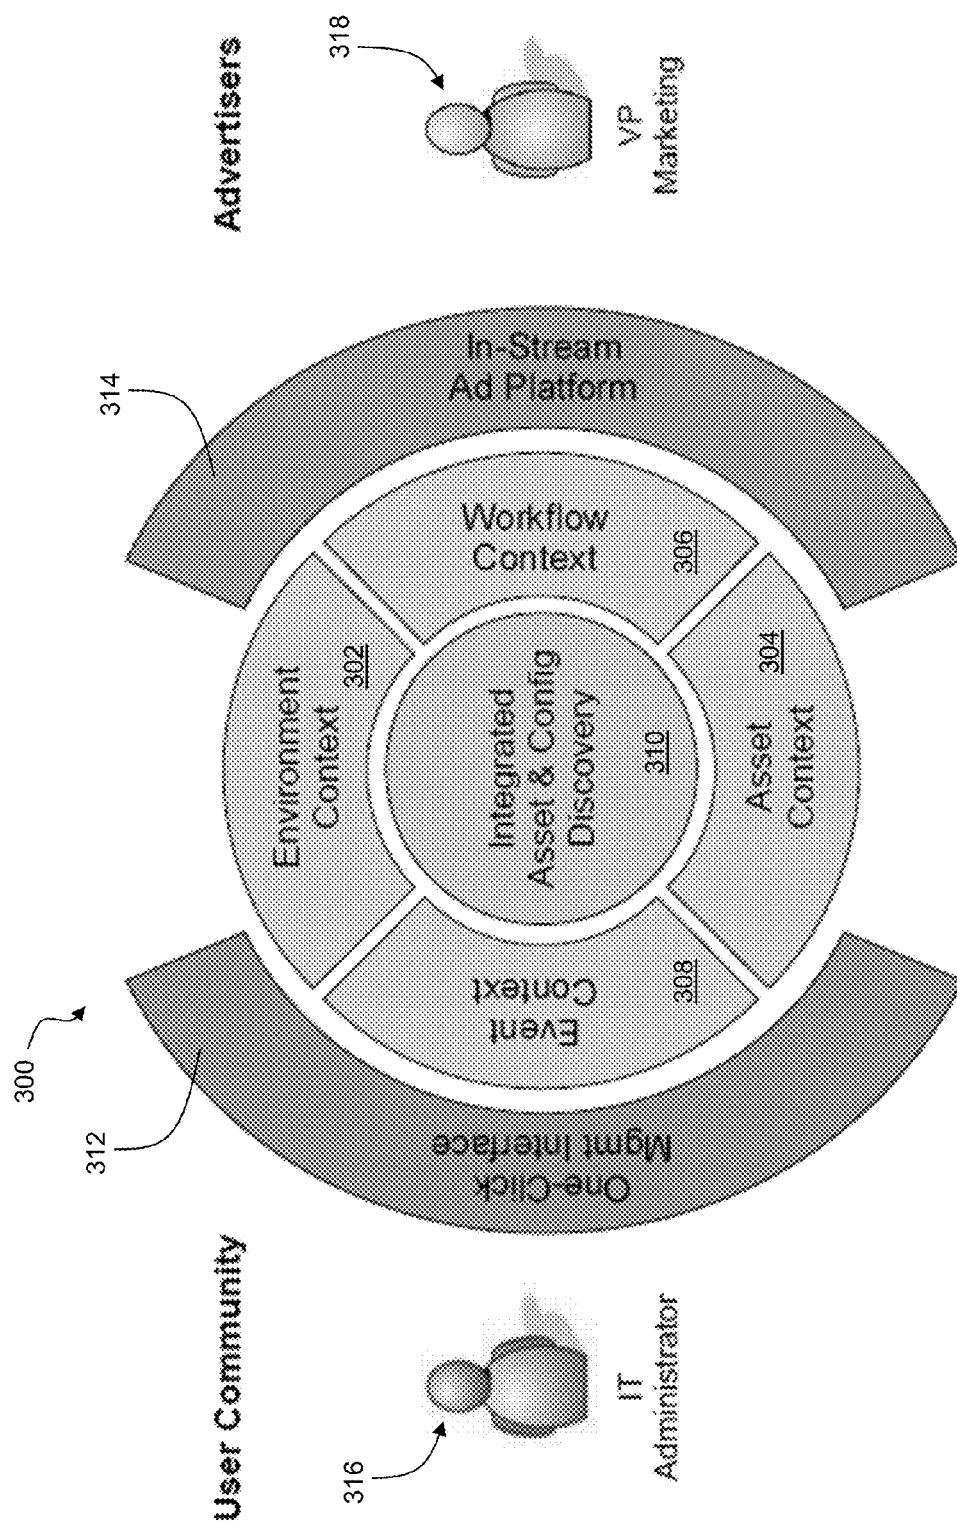 300
User Community
Advertisers
312
314
316
318
Environment
Context
302
Event
Context
308
Integrated
Asset & Config
Discovery
310
Workflow
Context
306
Asset
Context
304
One-Click
Mgmt Interface
In-Stream
Ad Platform
IT
Administrator
VP
Marketing